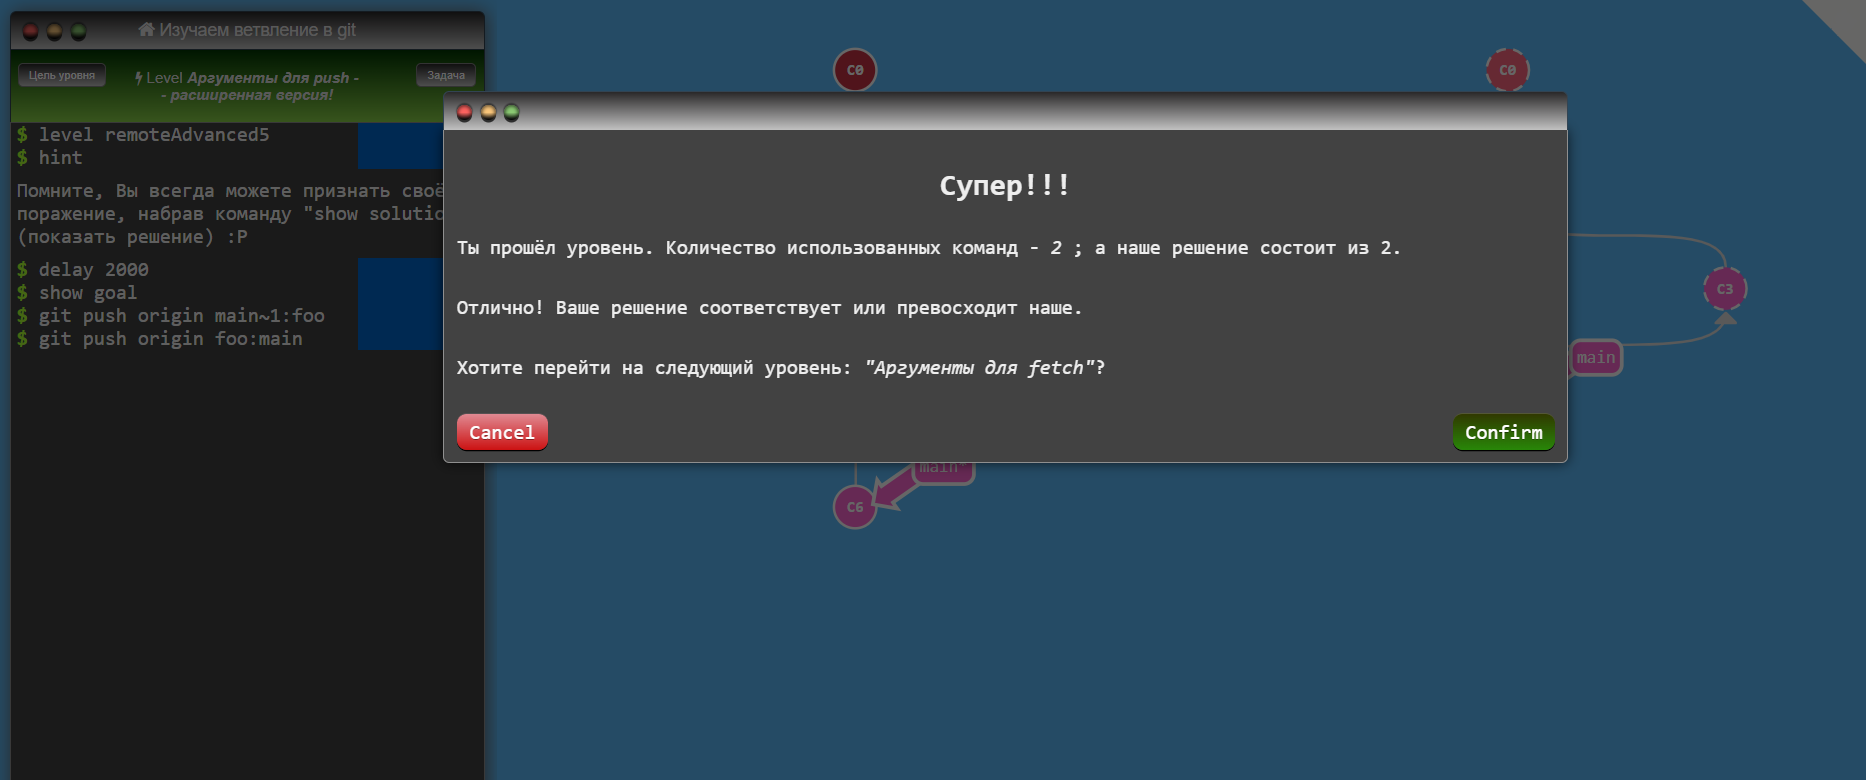 Изучаем ветвление в git
Цель уровня
Level Аргументы для push -
- расширенная версия!
Задача
$ level remoteAdvanced5
$ hint
Помните, Вы всегда можете признать своё
поражение, набрав команду "show solutio
(показать решение) :P
$ delay 2000
$ show goal
$ git push origin main~1:foo
$ git push origin foo:main
C0
C0
Супер!!!
Ты прошёл уровень. Количество использованных команд - 2 ; а наше решение состоит из 2.
Отлично! Ваше решение соответствует или превосходит наше.
Хотите перейти на следующий уровень: "Аргументы для fetch"?
Cancel
Confirm
C3
main
main*
C6